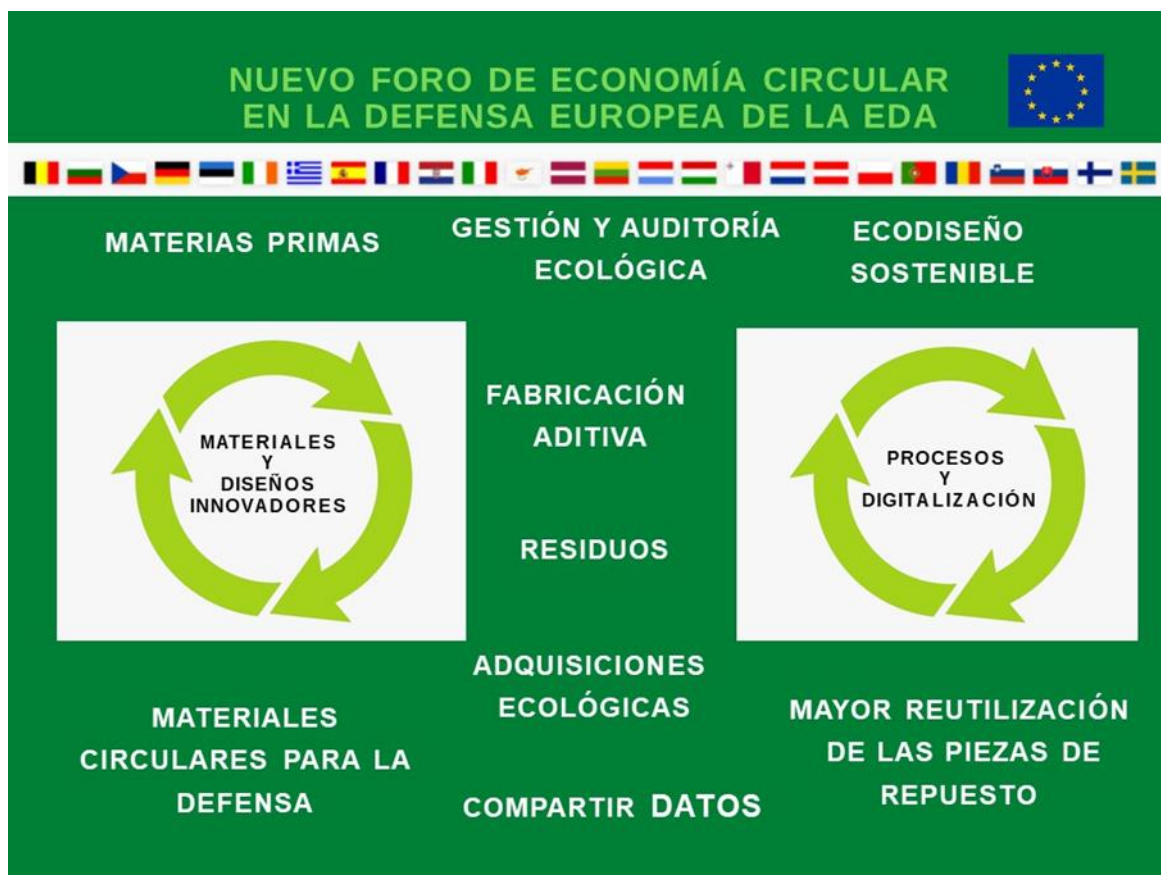 NUEVO FORO DE ECONOMÍA CIRCULAR
EN LA DEFENSA EUROPEA DE LA EDA
MATERIAS PRIMAS
GESTIÓN Y AUDITORÍA
ECOLÓGICA
ECODISEÑO
SOSTENIBLE
MATERIALES
Y
DISEÑOS
INNOVADORES
FABRICACIÓN
ADITIVA
RESIDUOS
PROCESOS
Y
DIGITALIZACIÓN
MATERIALES
CIRCULARES PARA LA
DEFENSA
ADQUISICIONES
ECOLÓGICAS
COMPARTIR DATOS
MAYOR REUTILIZACIÓN
DE LAS PIEZAS DE
REPUESTO